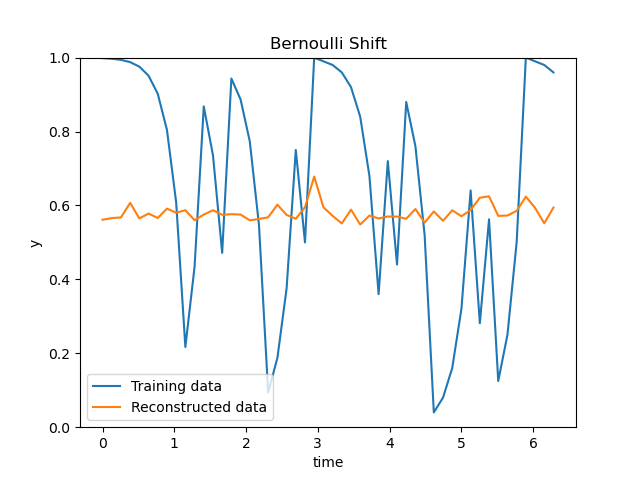 Bernoulli Shift
1.0
0.8
0.6
0.4
0.2
0.0
y
Training data
Reconstructed data
0 1 2 3 4 5 6
time